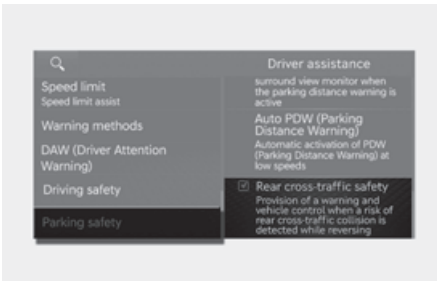 Driver assistance
Speed limit
Speed limit assist
Warning methods
DAW (Driver Attention
Warning)
Driving safety
Parking safety
surround view monitor when
the parking distance warning is
active
Auto PDW (Parking
Distance Warning)
Automatic activation of PDW
(Parking Distance Warning) at
low speeds
Rear cross-traffic safety
Provision of a warning and
vehicle control when a risk of
rear cross-traffic collision is
detected while reversing